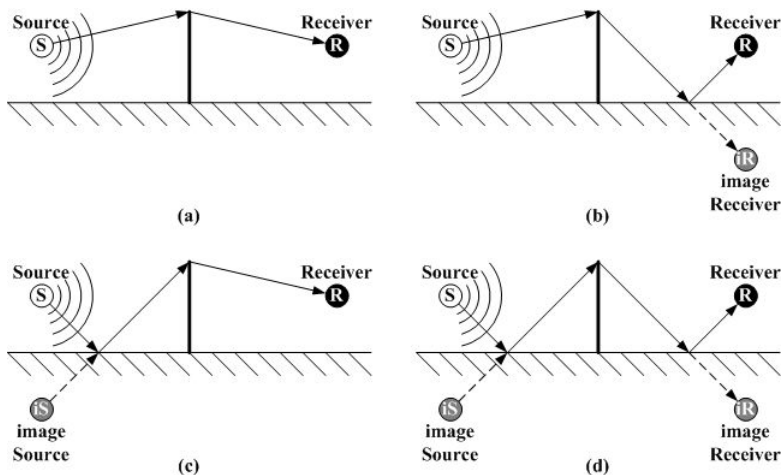 Source
Receiver
S
R
(a)
Source
Receiver
S
R
iR
image
Receiver
(b)
Source
Receiver
S
R
iS
image
Source
(c)
Source
Receiver
S
R
iS
iR
image
image
Source
Receiver
(d)